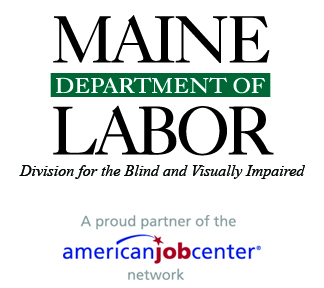 MAINE
DEPARTMENT OF
LABOR
Division for the Blind and Visually Impaired
A proud partner of the
americanjobcenter®
network